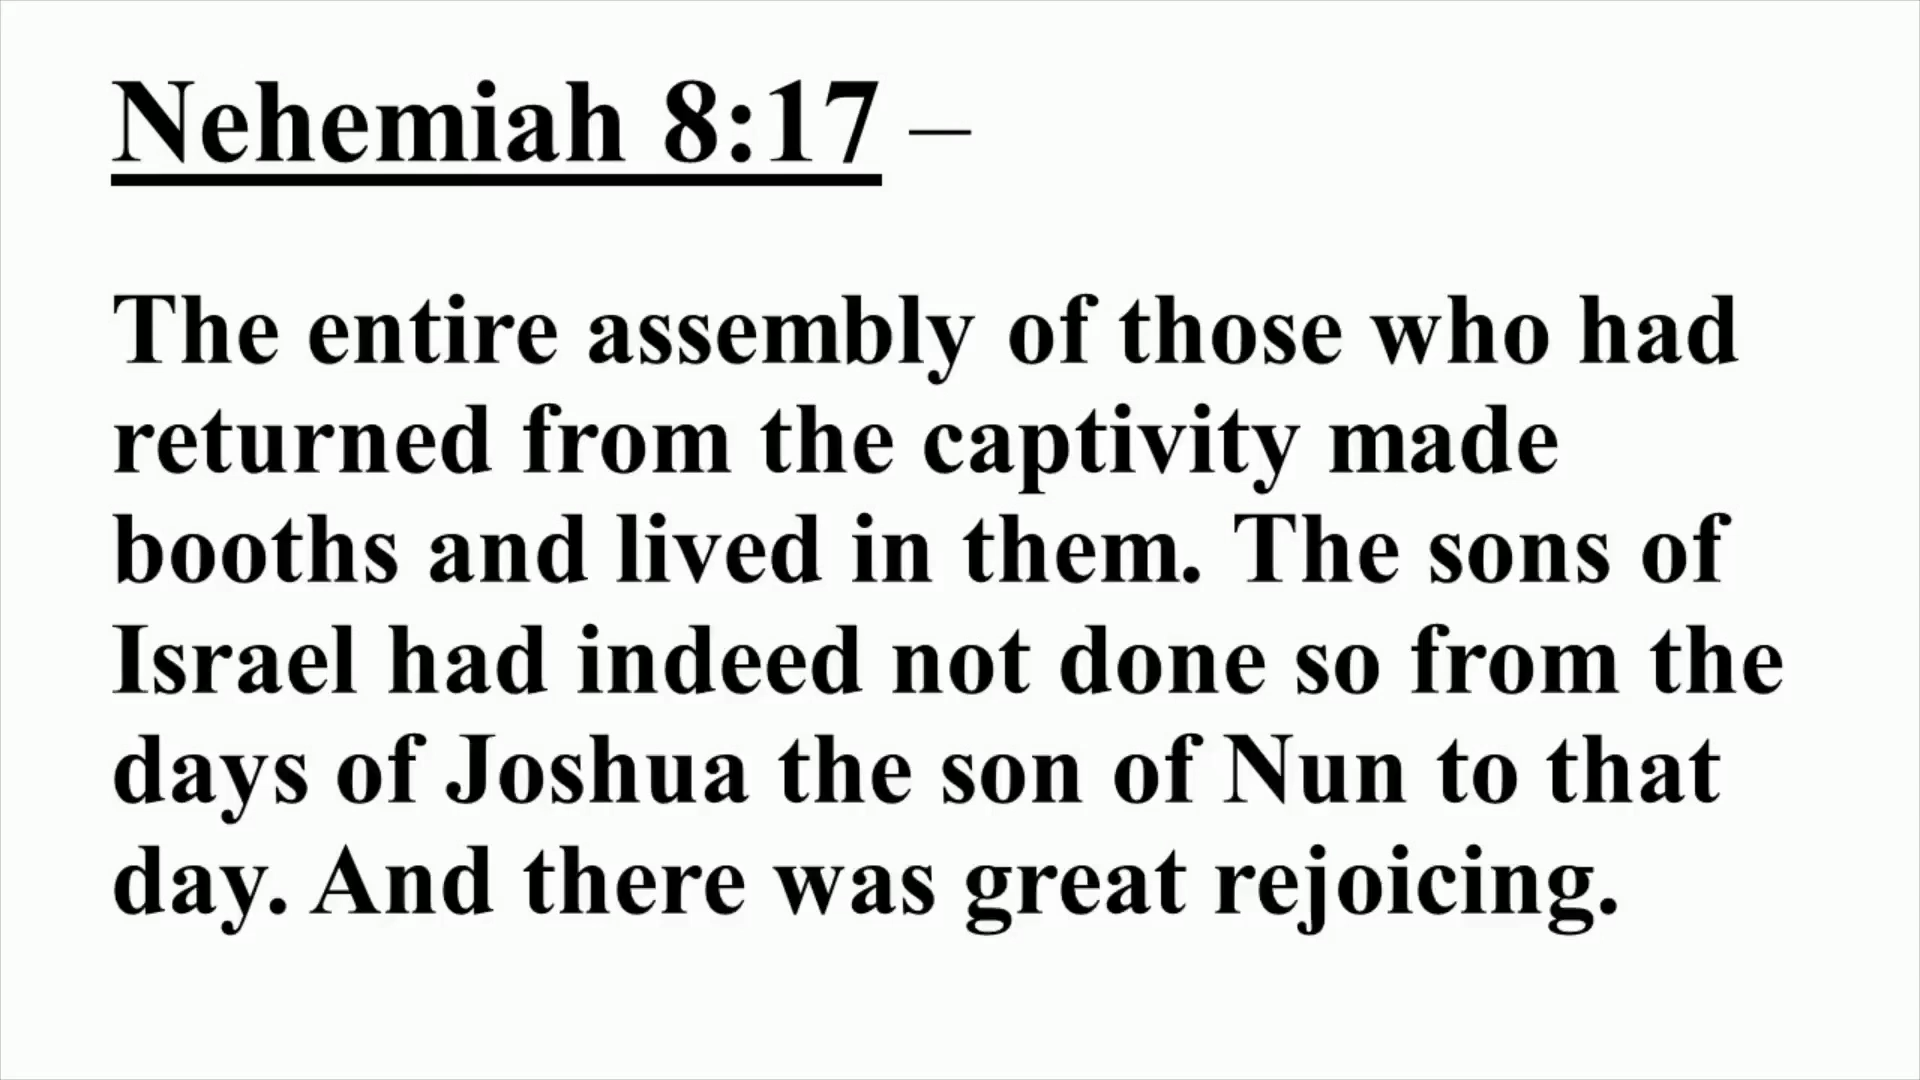 Nehemiah 8:17 –
The entire assembly of those who had
returned from the captivity made
booths and lived in them. The sons of
Israel had indeed not done so from the
days of Joshua the son of Nun to that
day. And there was great rejoicing.